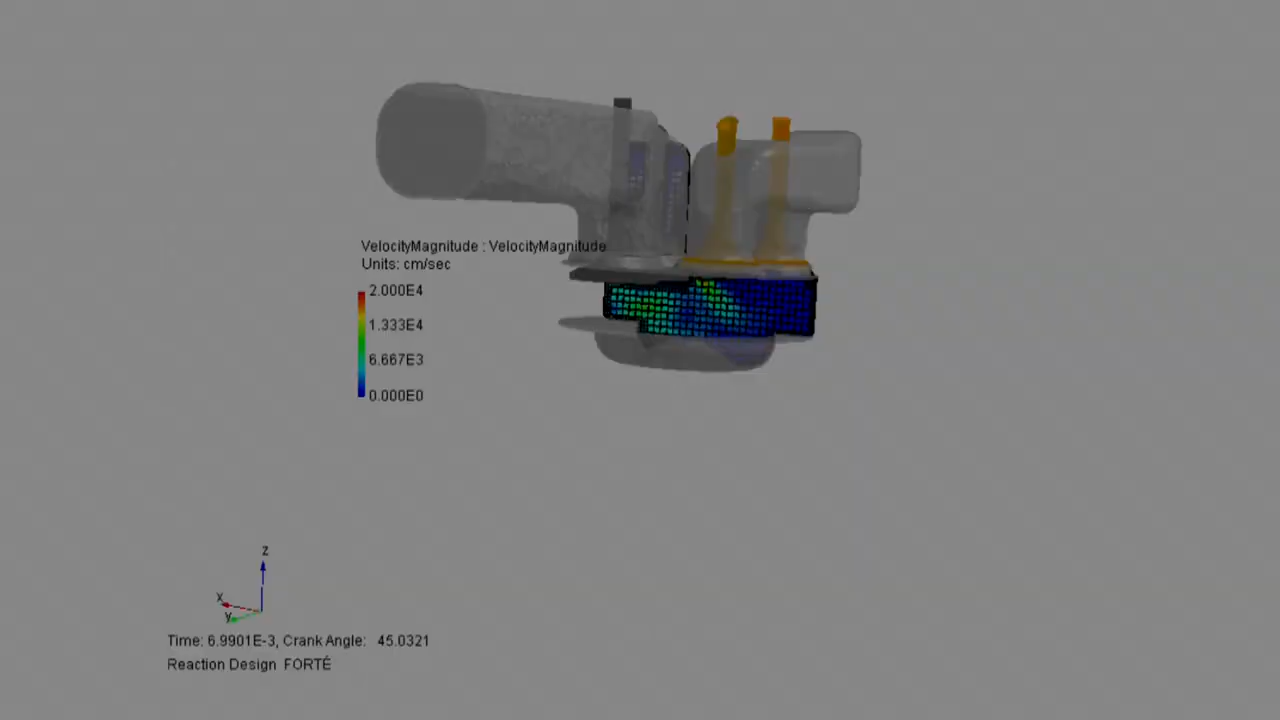 VelocityMagnitude : VelocityMagnitude
Units: cm/sec
2.000E4
1.333E4
6.667E3
0.000E0
Z
X
Y
Time: 6.9901E-3, Crank Angle: 45.0321
Reaction Design FORTÉ